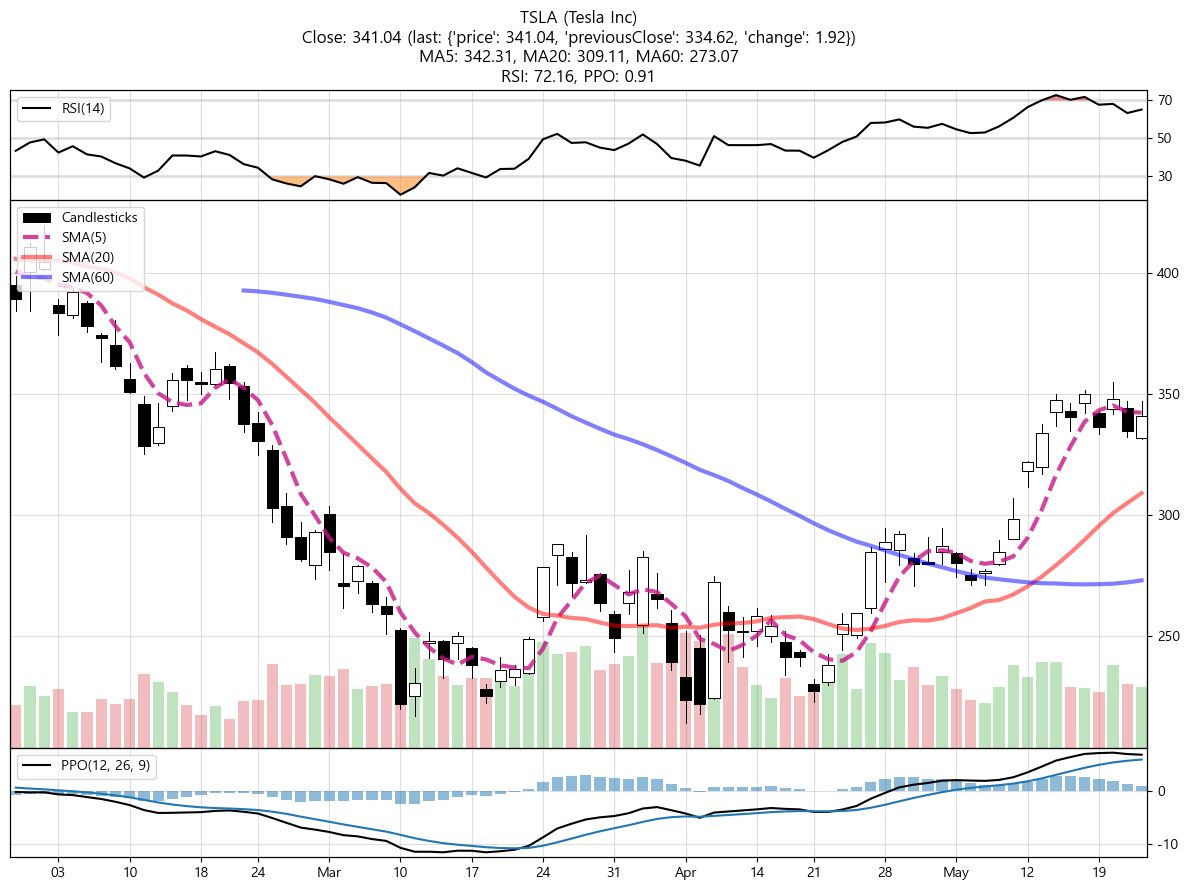 TSLA (Tesla Inc)
Close: 341.04 (last: {'price': 341.04, 'previousClose': 334.62, 'change': 1.92})
MA5: 342.31, MA20: 309.11, MA60: 273.07
RSI: 72.16, PPO: 0.91
RSI(14)
70
50
30
Candlesticks
SMA(5)
SMA(20)
SMA(60)
400
350
300
250
PPO(12, 26, 9)
0
-10
03 10 18 24 Mar 10 17 24 31 Apr 14 21 28 May 12 19